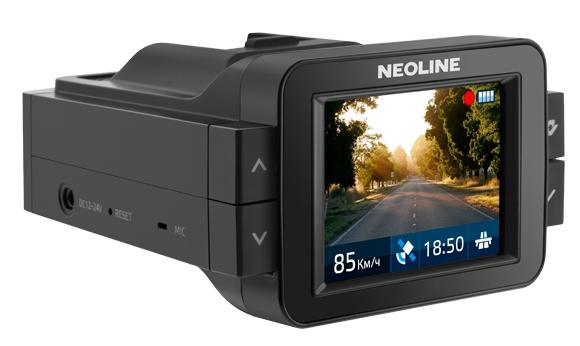 NEOLINE
85 Км/ч
18:50
DC12-24V
RESET
MIC